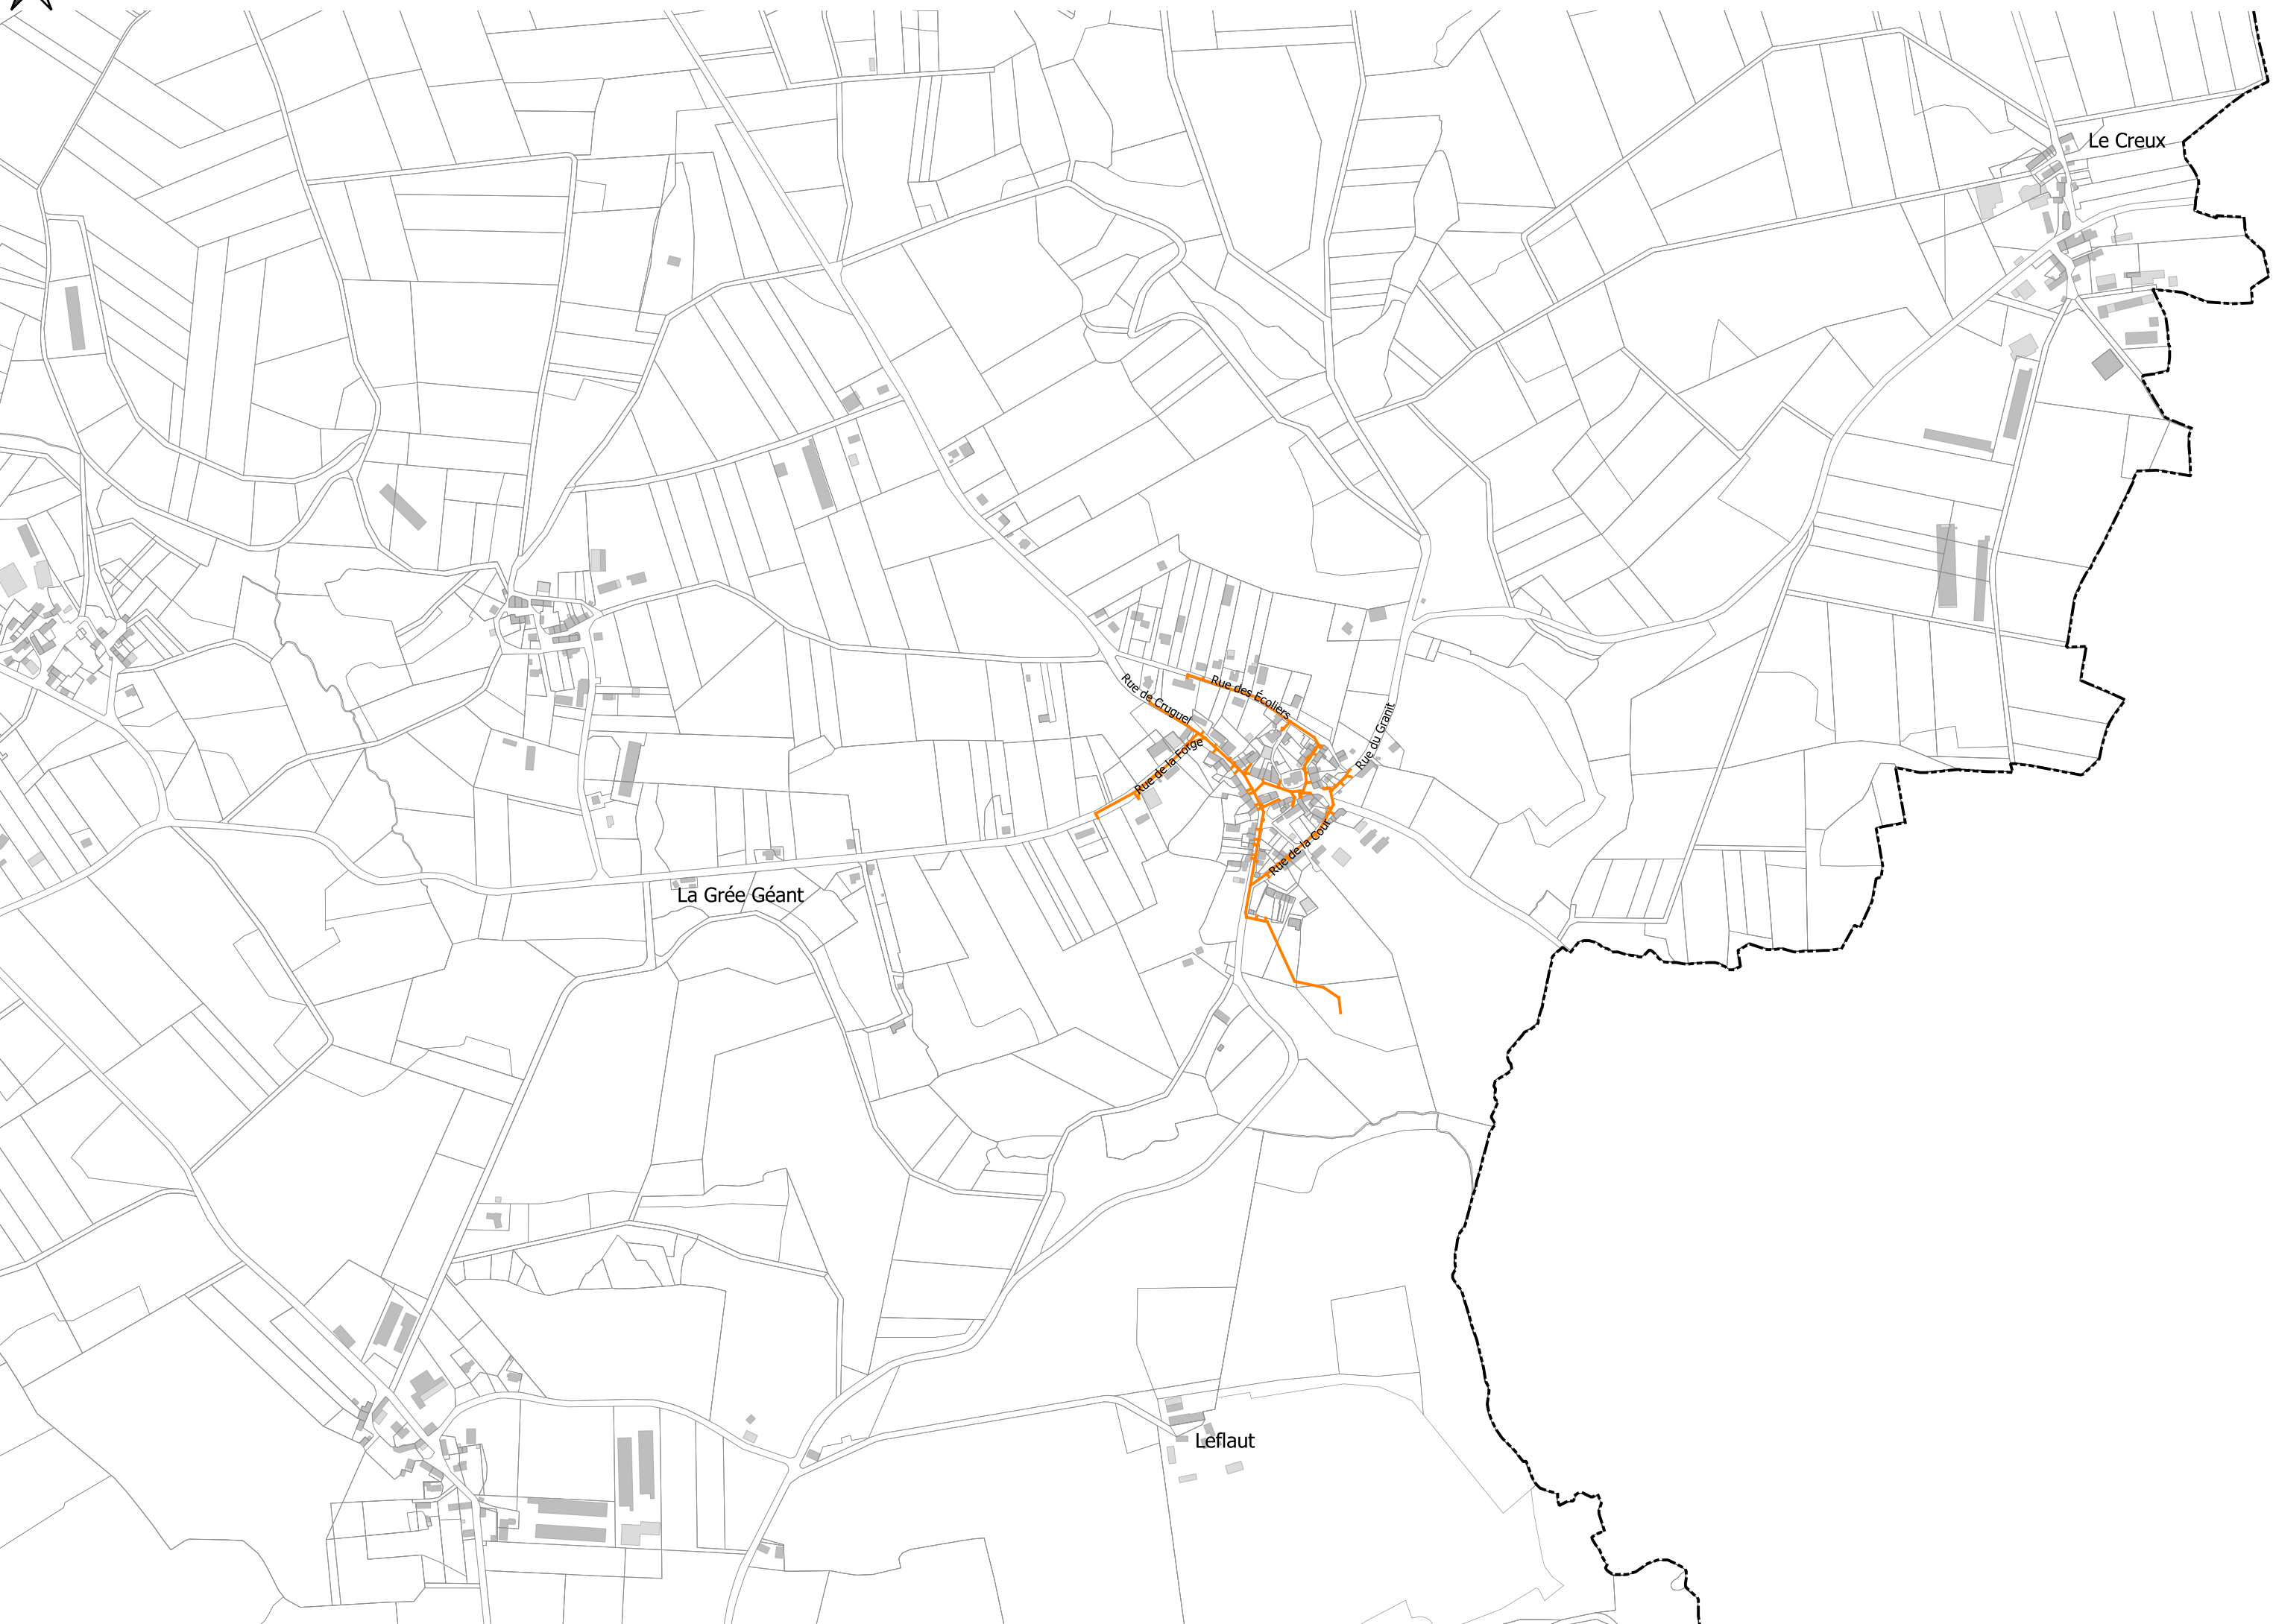 Le Creux
Rue de Cruguel
Rue des Écoliers
Rue du Granit
Rue de la Forge
Rue de la Cour
La Grée Géant
Leflaut